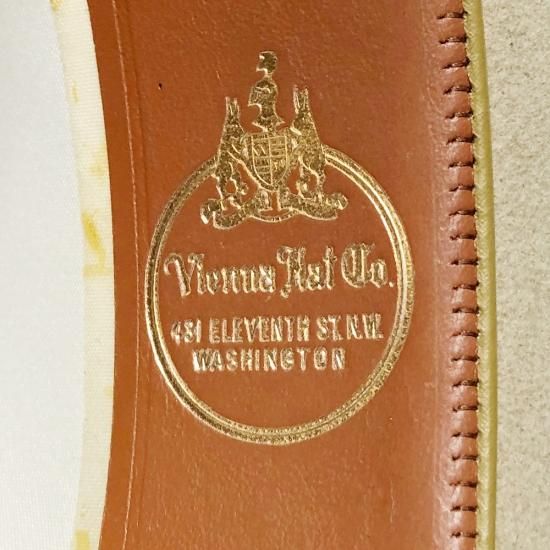 Vienna Hat Co.
431 ELEVENTH ST. N.W.
WASHINGTON